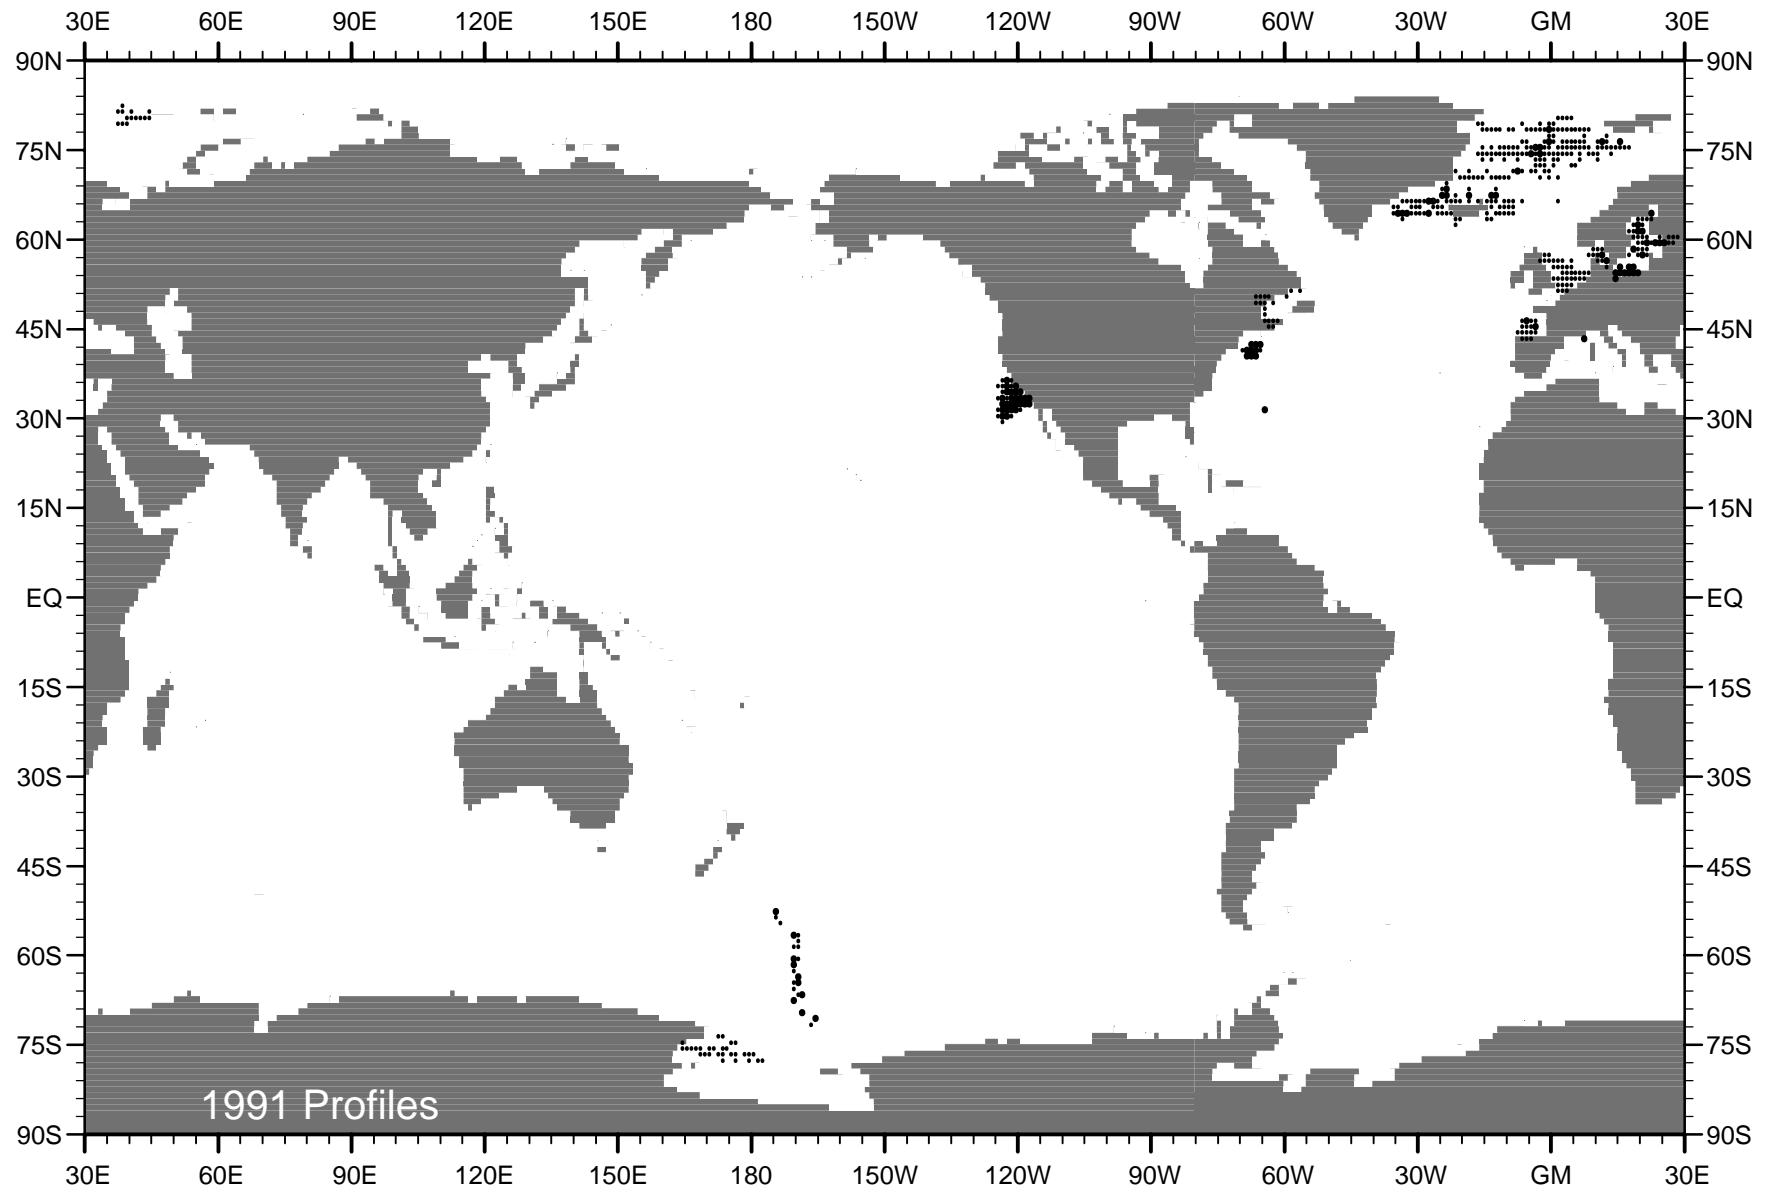 30E 60E 90E 120E 150E 180 150W 120W 90W 60W 30W GM 30E
90N 90N
75N 75N
60N 60N
45N 45N
30N 30N
15N 15N
EQ EQ
15S 15S
30S 30S
45S 45S
60S 60S
75S 75S
1991 Profiles
90S 90S
30E 60E 90E 120E 150E 180 150W 120W 90W 60W 30W GM 30E